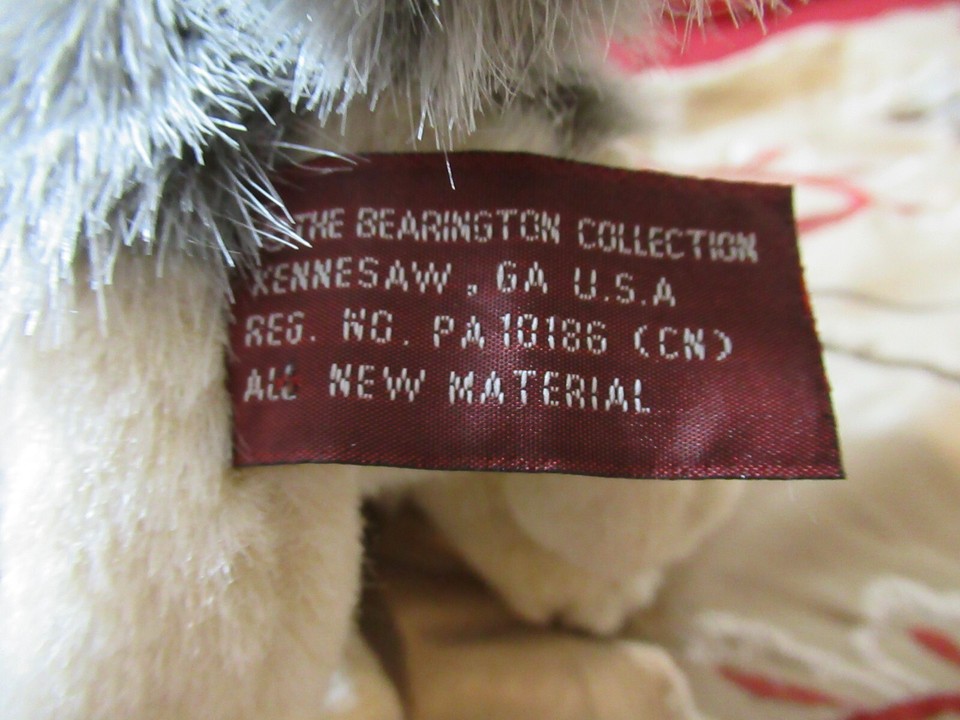 THE BEARINGTON COLLECTION
KENNESAW, GA U.S.A
REG. NO. PA 10186 (CN)
ALL NEW MATERIAL